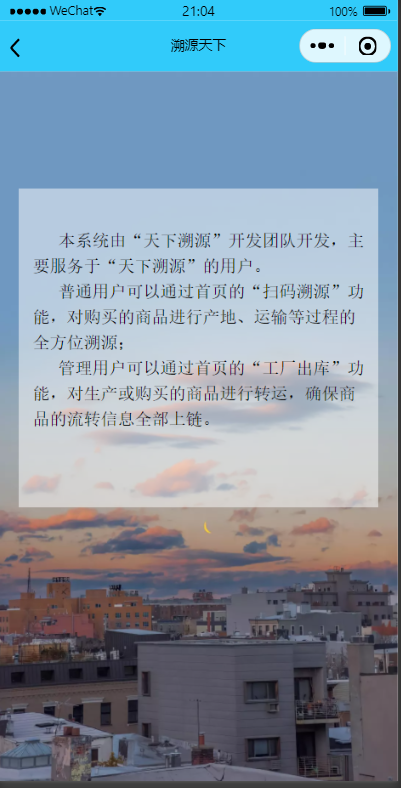 ●●●●● WeChat 21:04 100%
溯源天下
本系统由“天下溯源”开发团队开发，主
要服务于“天下溯源”的用户。
普通用户可以通过首页的“扫码溯源”功
能，对购买的商品进行产地、运输等过程的
全方位溯源；
管理用户可以通过首页的“工厂出库”功
能，对生产或购买的商品进行转运，确保商
品的流转信息全部上链。